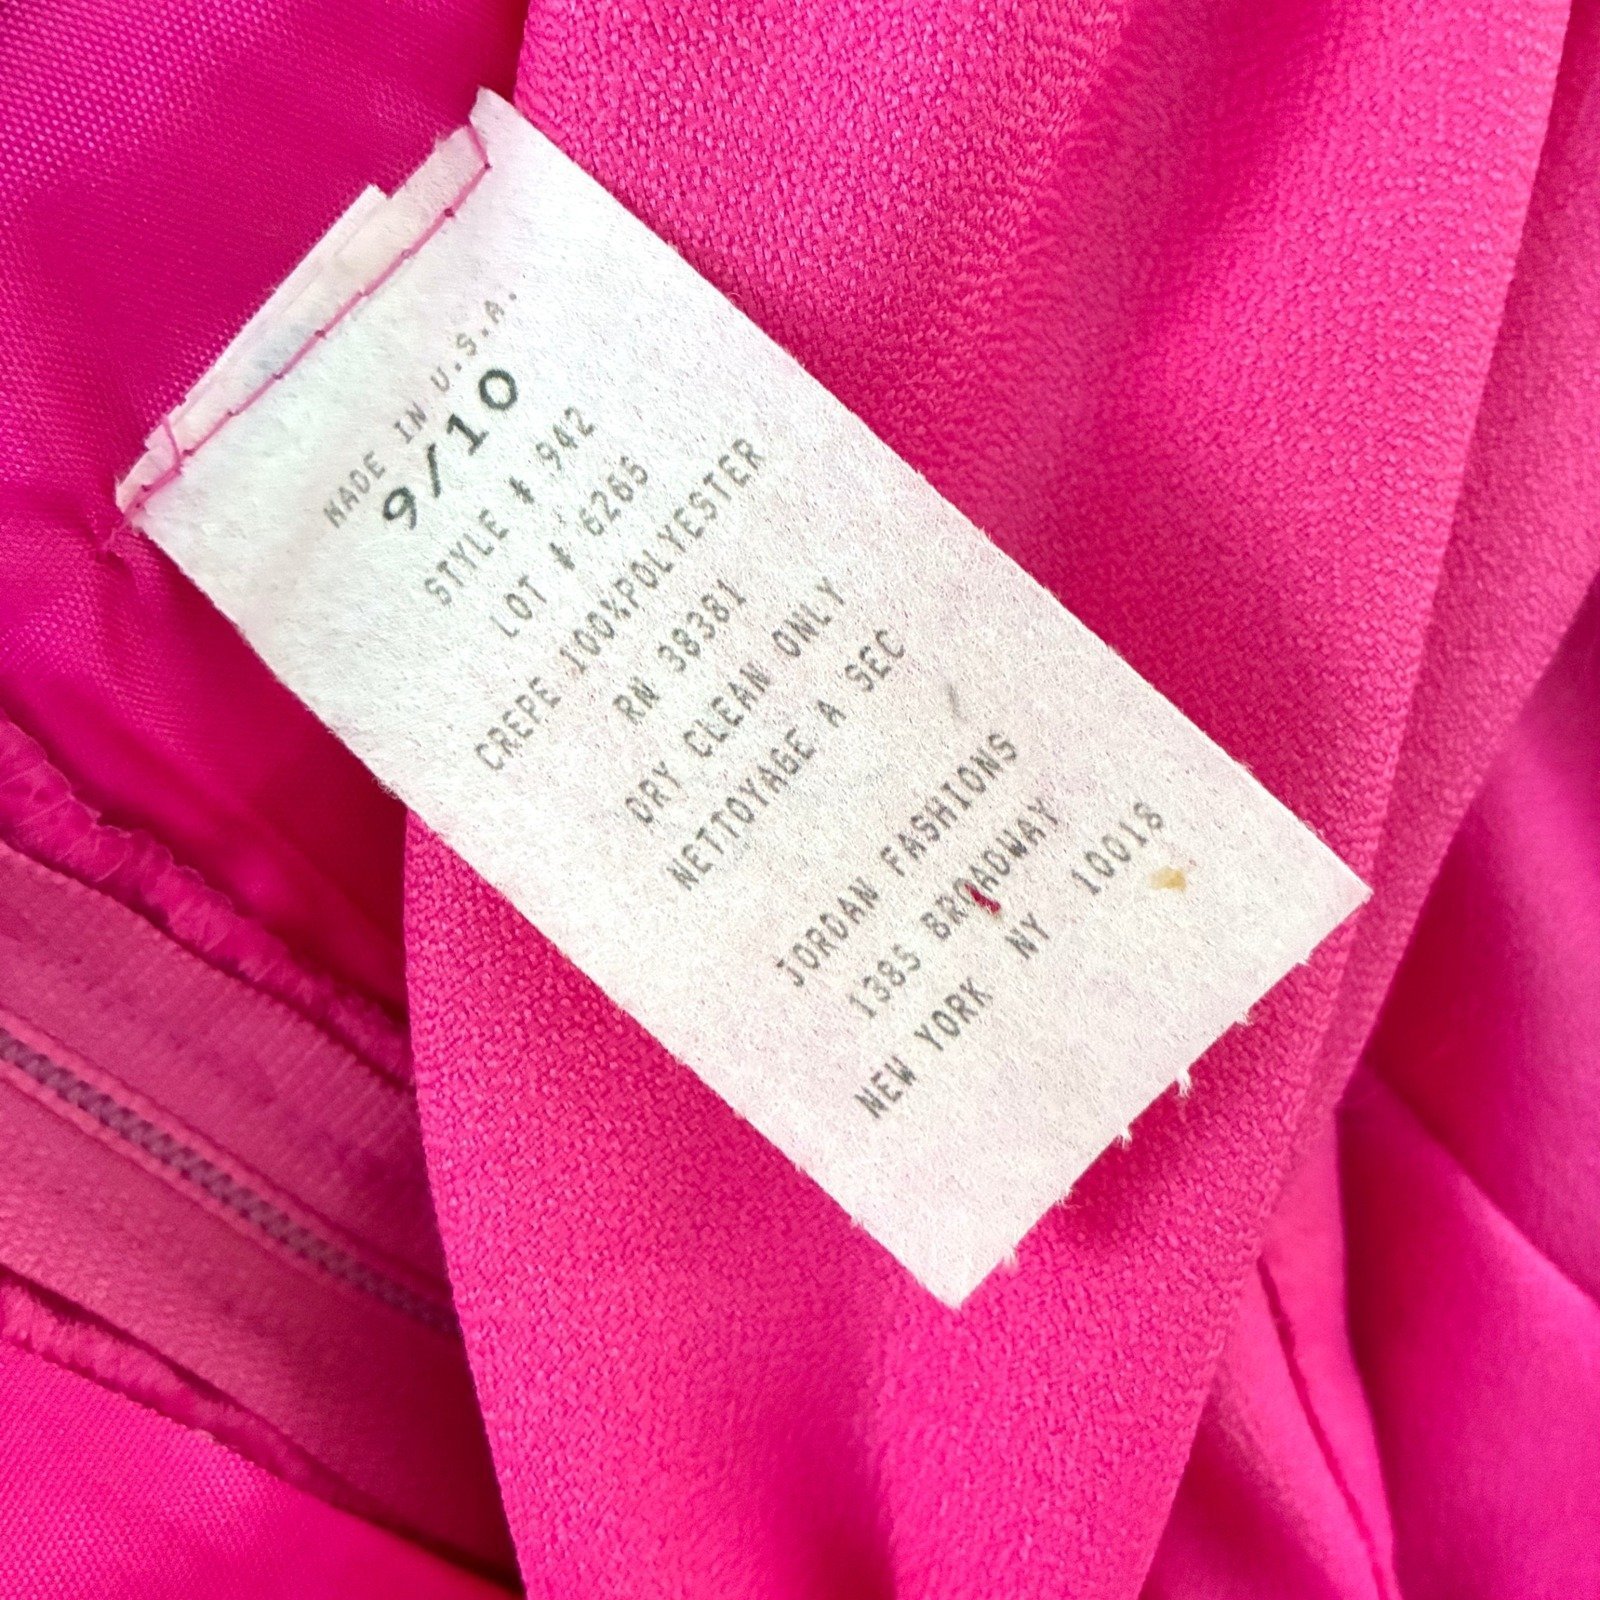 MADE IN U.S.A.
9/10
STYLE # 942
LOT # 6265
CREPE 100%POLYESTER
RN 38381
DRY CLEAN ONLY
NETTOYAGE A SEC
JORDAN FASHIONS
1385 BROADWAY
NEW YORK NY 10018